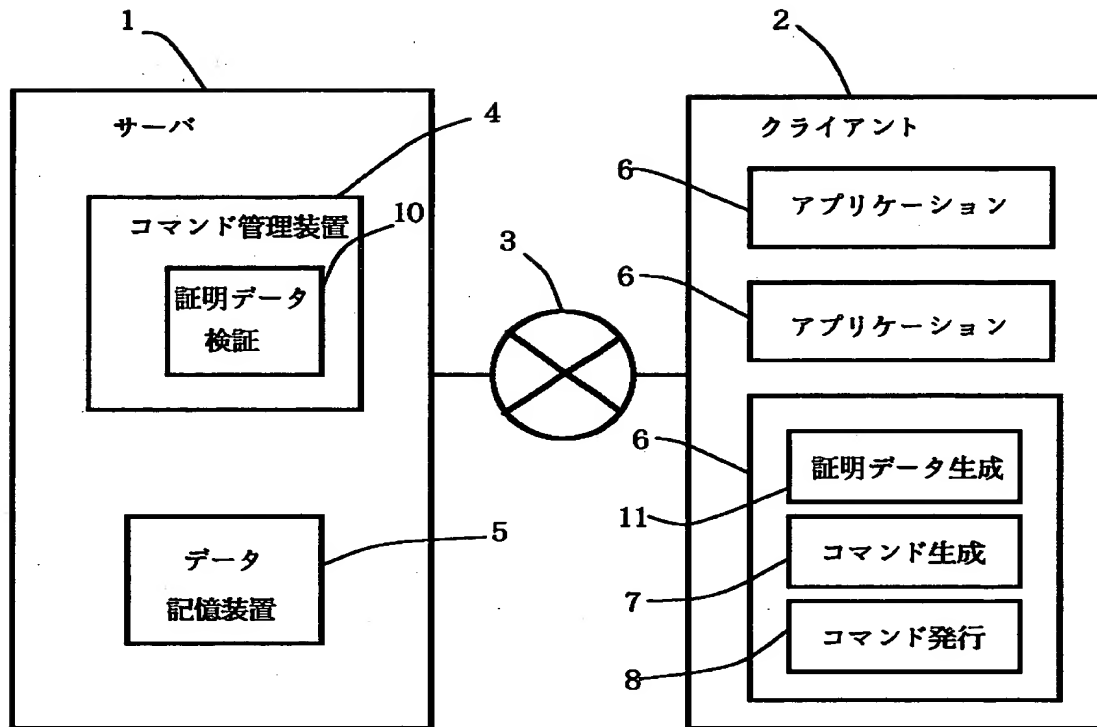 1
サーバ
4
コマンド管理装置
10
証明データ
検証
5
データ
記憶装置
3
2
クライアント
6
アプリケーション
6
アプリケーション
6
証明データ生成
11
コマンド生成
7
コマンド発行
8